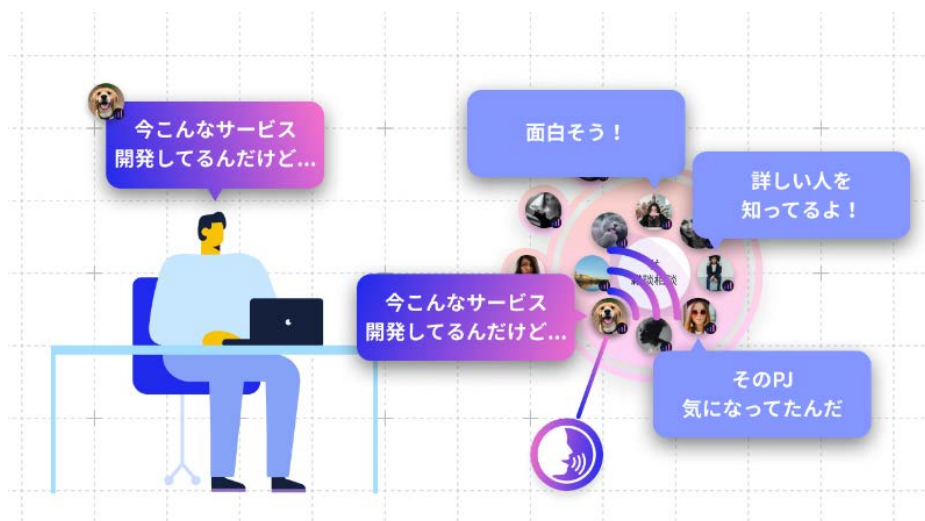 今こんなサービス
開発してるんだけど...
面白そう！
詳しい人を
知ってるよ！
今こんなサービス
開発してるんだけど...
そのPJ
気になってたんだ